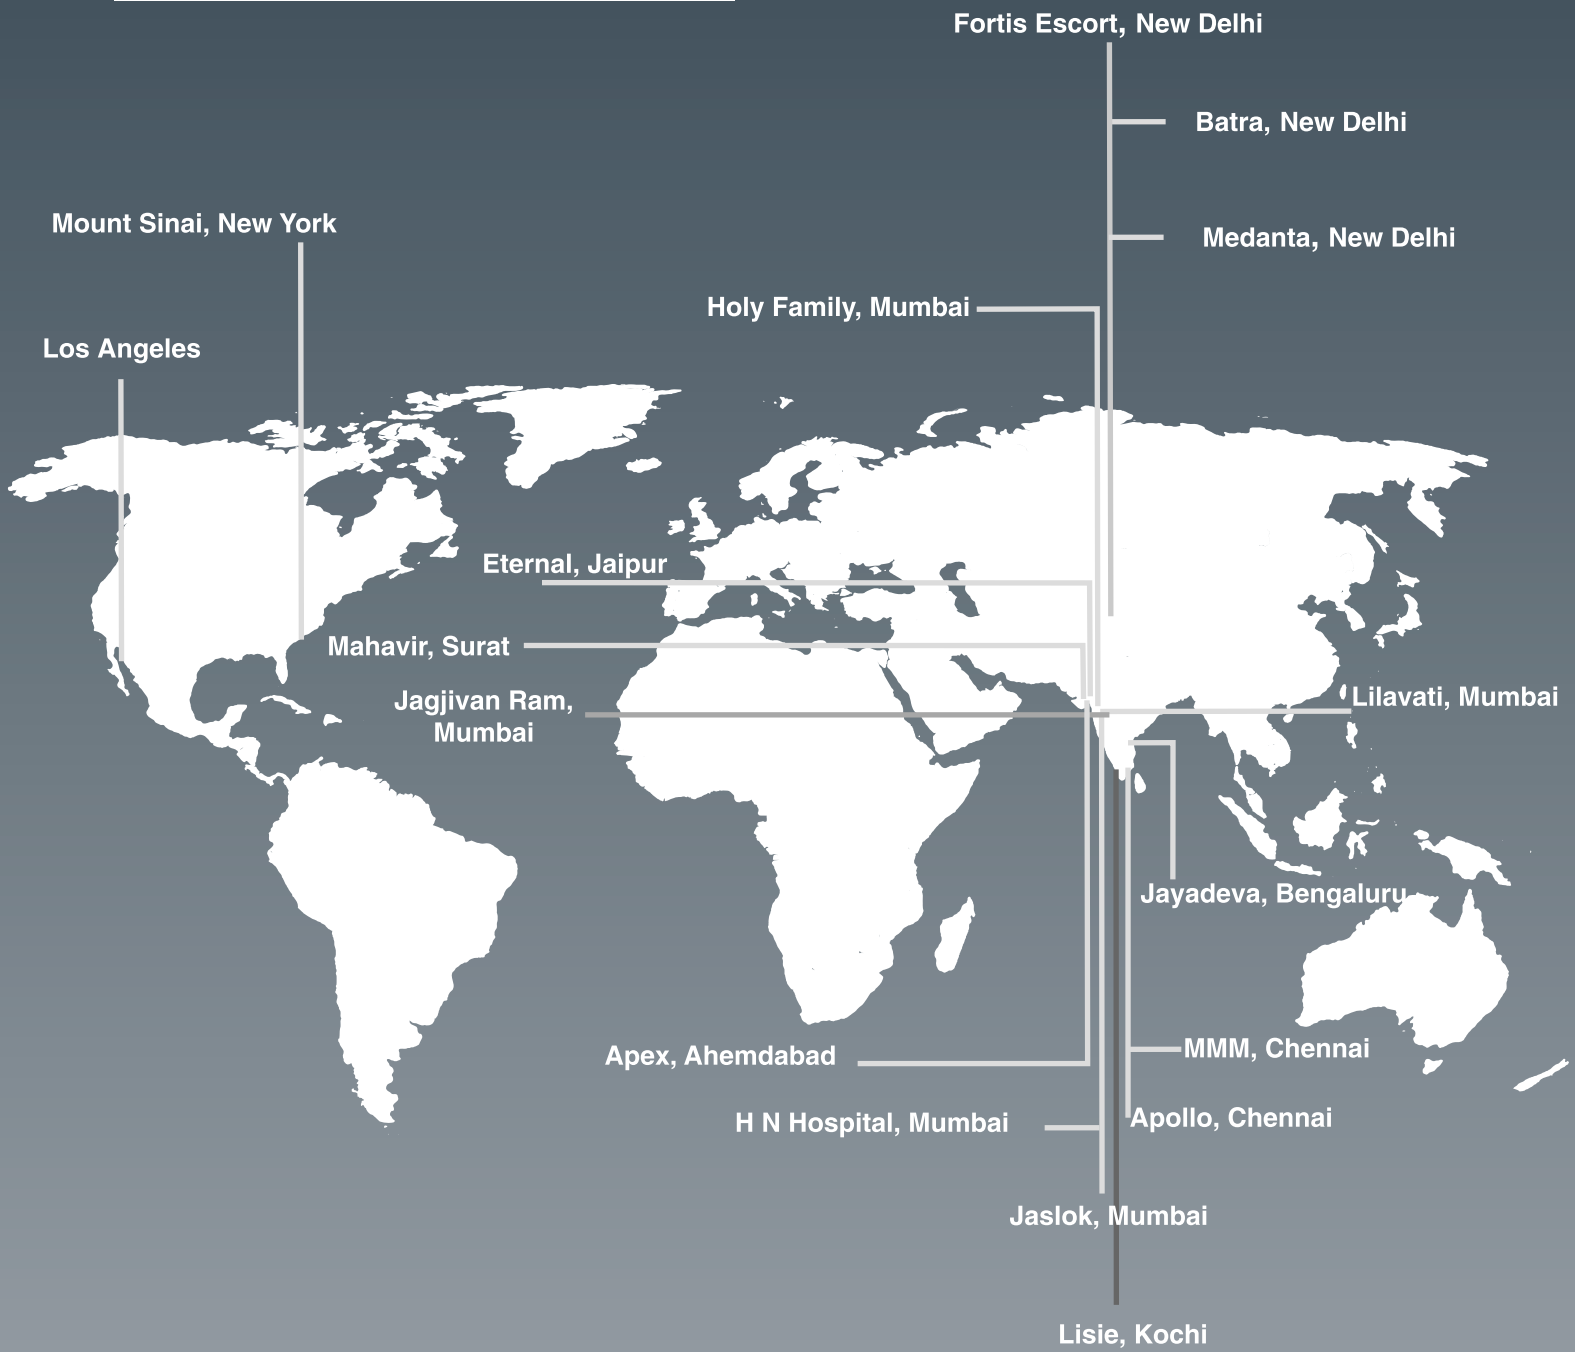 Fortis Escort, New Delhi
Batra, New Delhi
Mount Sinai, New York
Medanta, New Delhi
Holy Family, Mumbai
Los Angeles
Eternal, Jaipur
Mahavir, Surat
Jagjivan Ram,
Mumbai
Lilavati, Mumbai
Jayadeva, Bengaluru
MMM, Chennai
Apex, Ahemdabad
Apollo, Chennai
H N Hospital, Mumbai
Jaslok, Mumbai
Lisie, Kochi